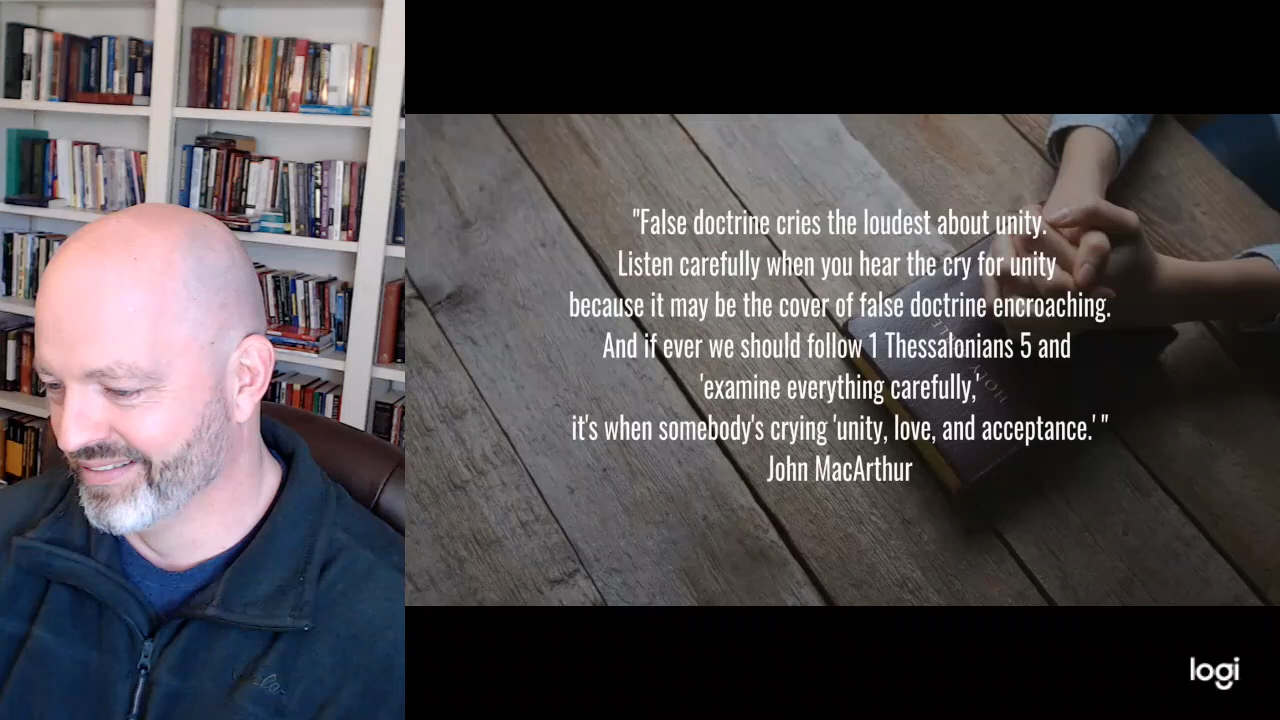 "False doctrine cries the loudest about unity.
Listen carefully when you hear the cry for unity
because it may be the cover of false doctrine encroaching.
And if ever we should follow 1 Thessalonians 5 and
'examine everything carefully,'
it's when somebody's crying 'unity, love, and acceptance.' "
John MacArthur
HOLY
logi